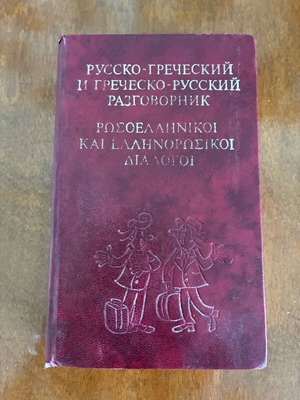 РУССКО-ГРЕЧЕСКИЙ
И ГРЕЧЕСКО-РУССКИЙ
РАЗГОВОРНИК
ΡΩΣΟΕΛΛΗΝΙΚΟΙ
ΚΑΙ ΕΛΛΗΝΟΡΩΣΙΚΟΙ
ΔΙΑΛΟΓΟΙ